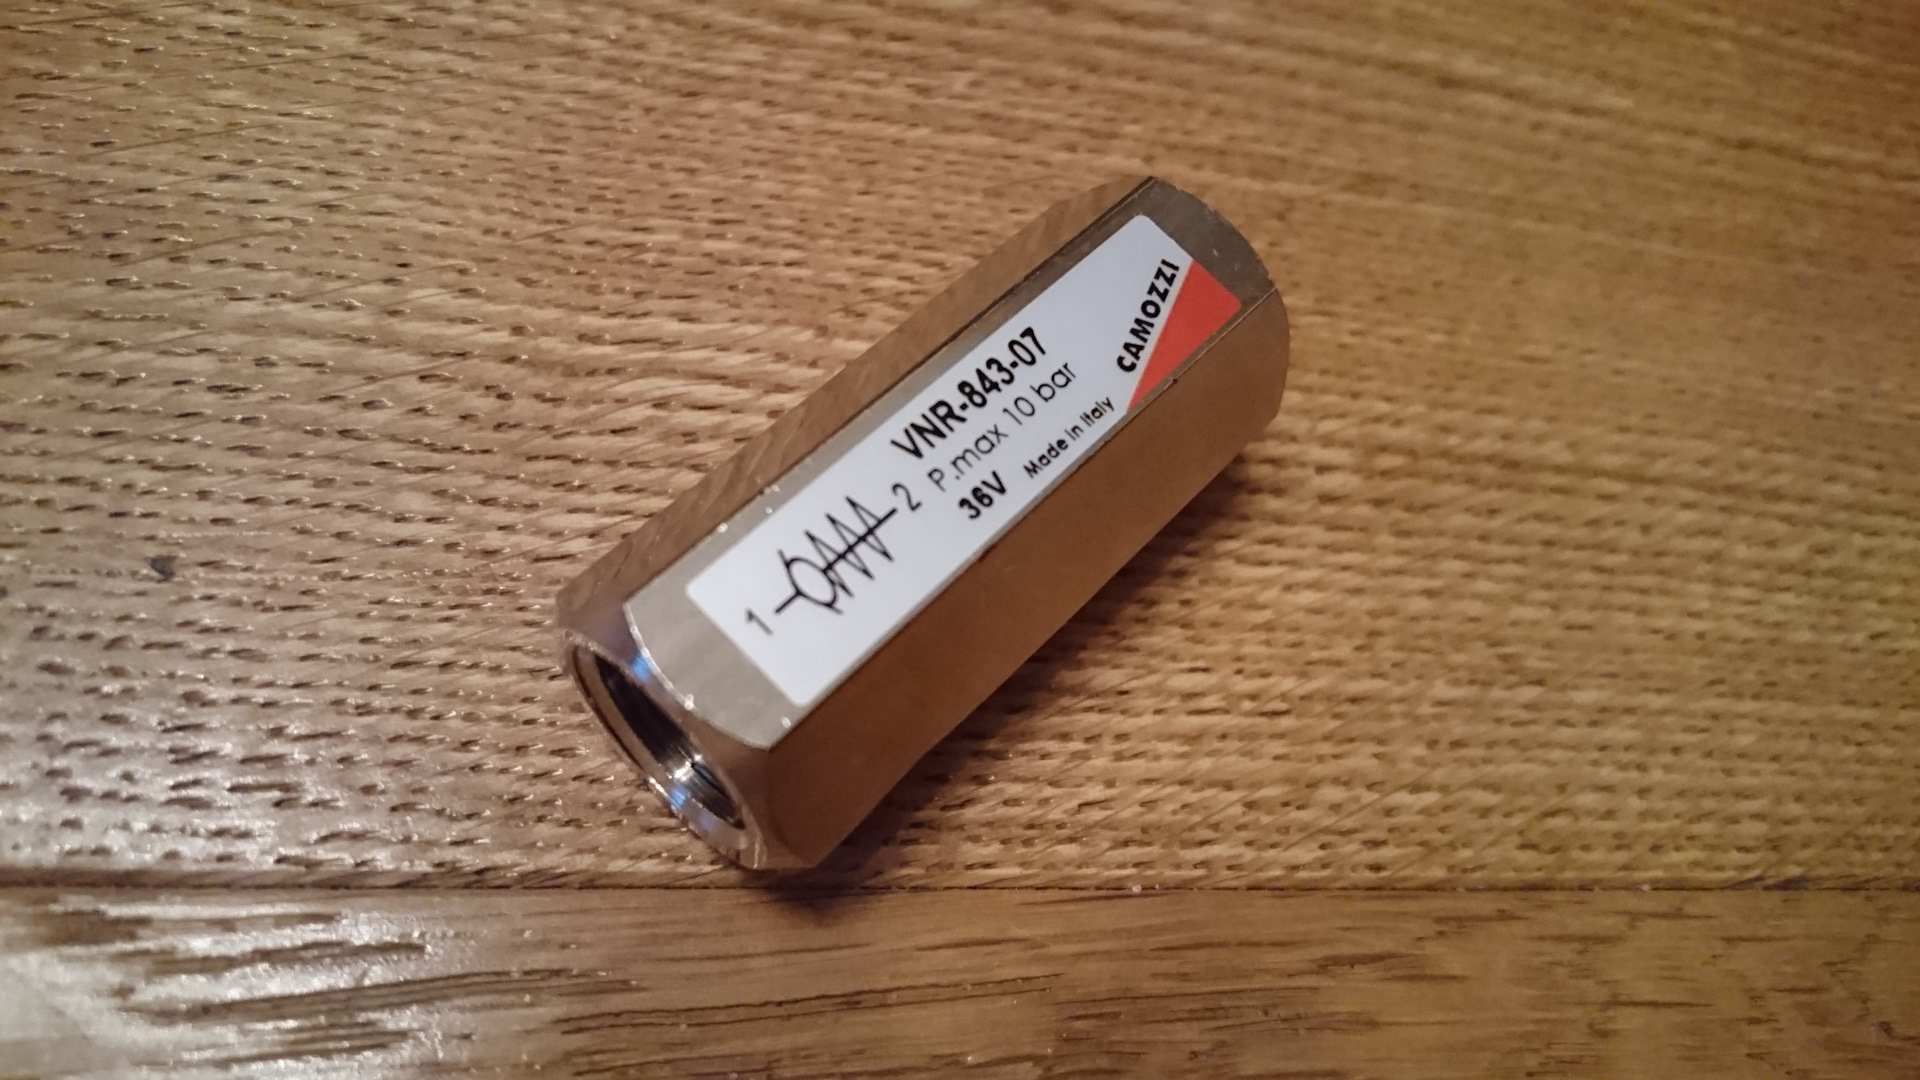 1 2
VNR-843-07
P.max 10 bar
36V Made in Italy
CAMOZZI